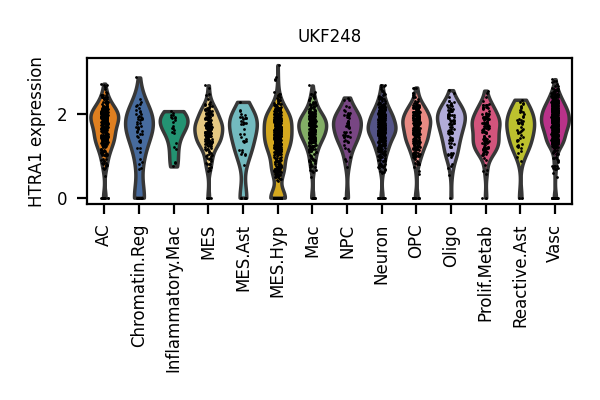 UKF248
HTRA1 expression
2
0
AC
Chromatin.Reg
Inflammatory.Mac
MES
MES.Ast
MES.Hyp
Mac
NPC
Neuron
OPC
Oligo
Prolif.Metab
Reactive.Ast
Vasc